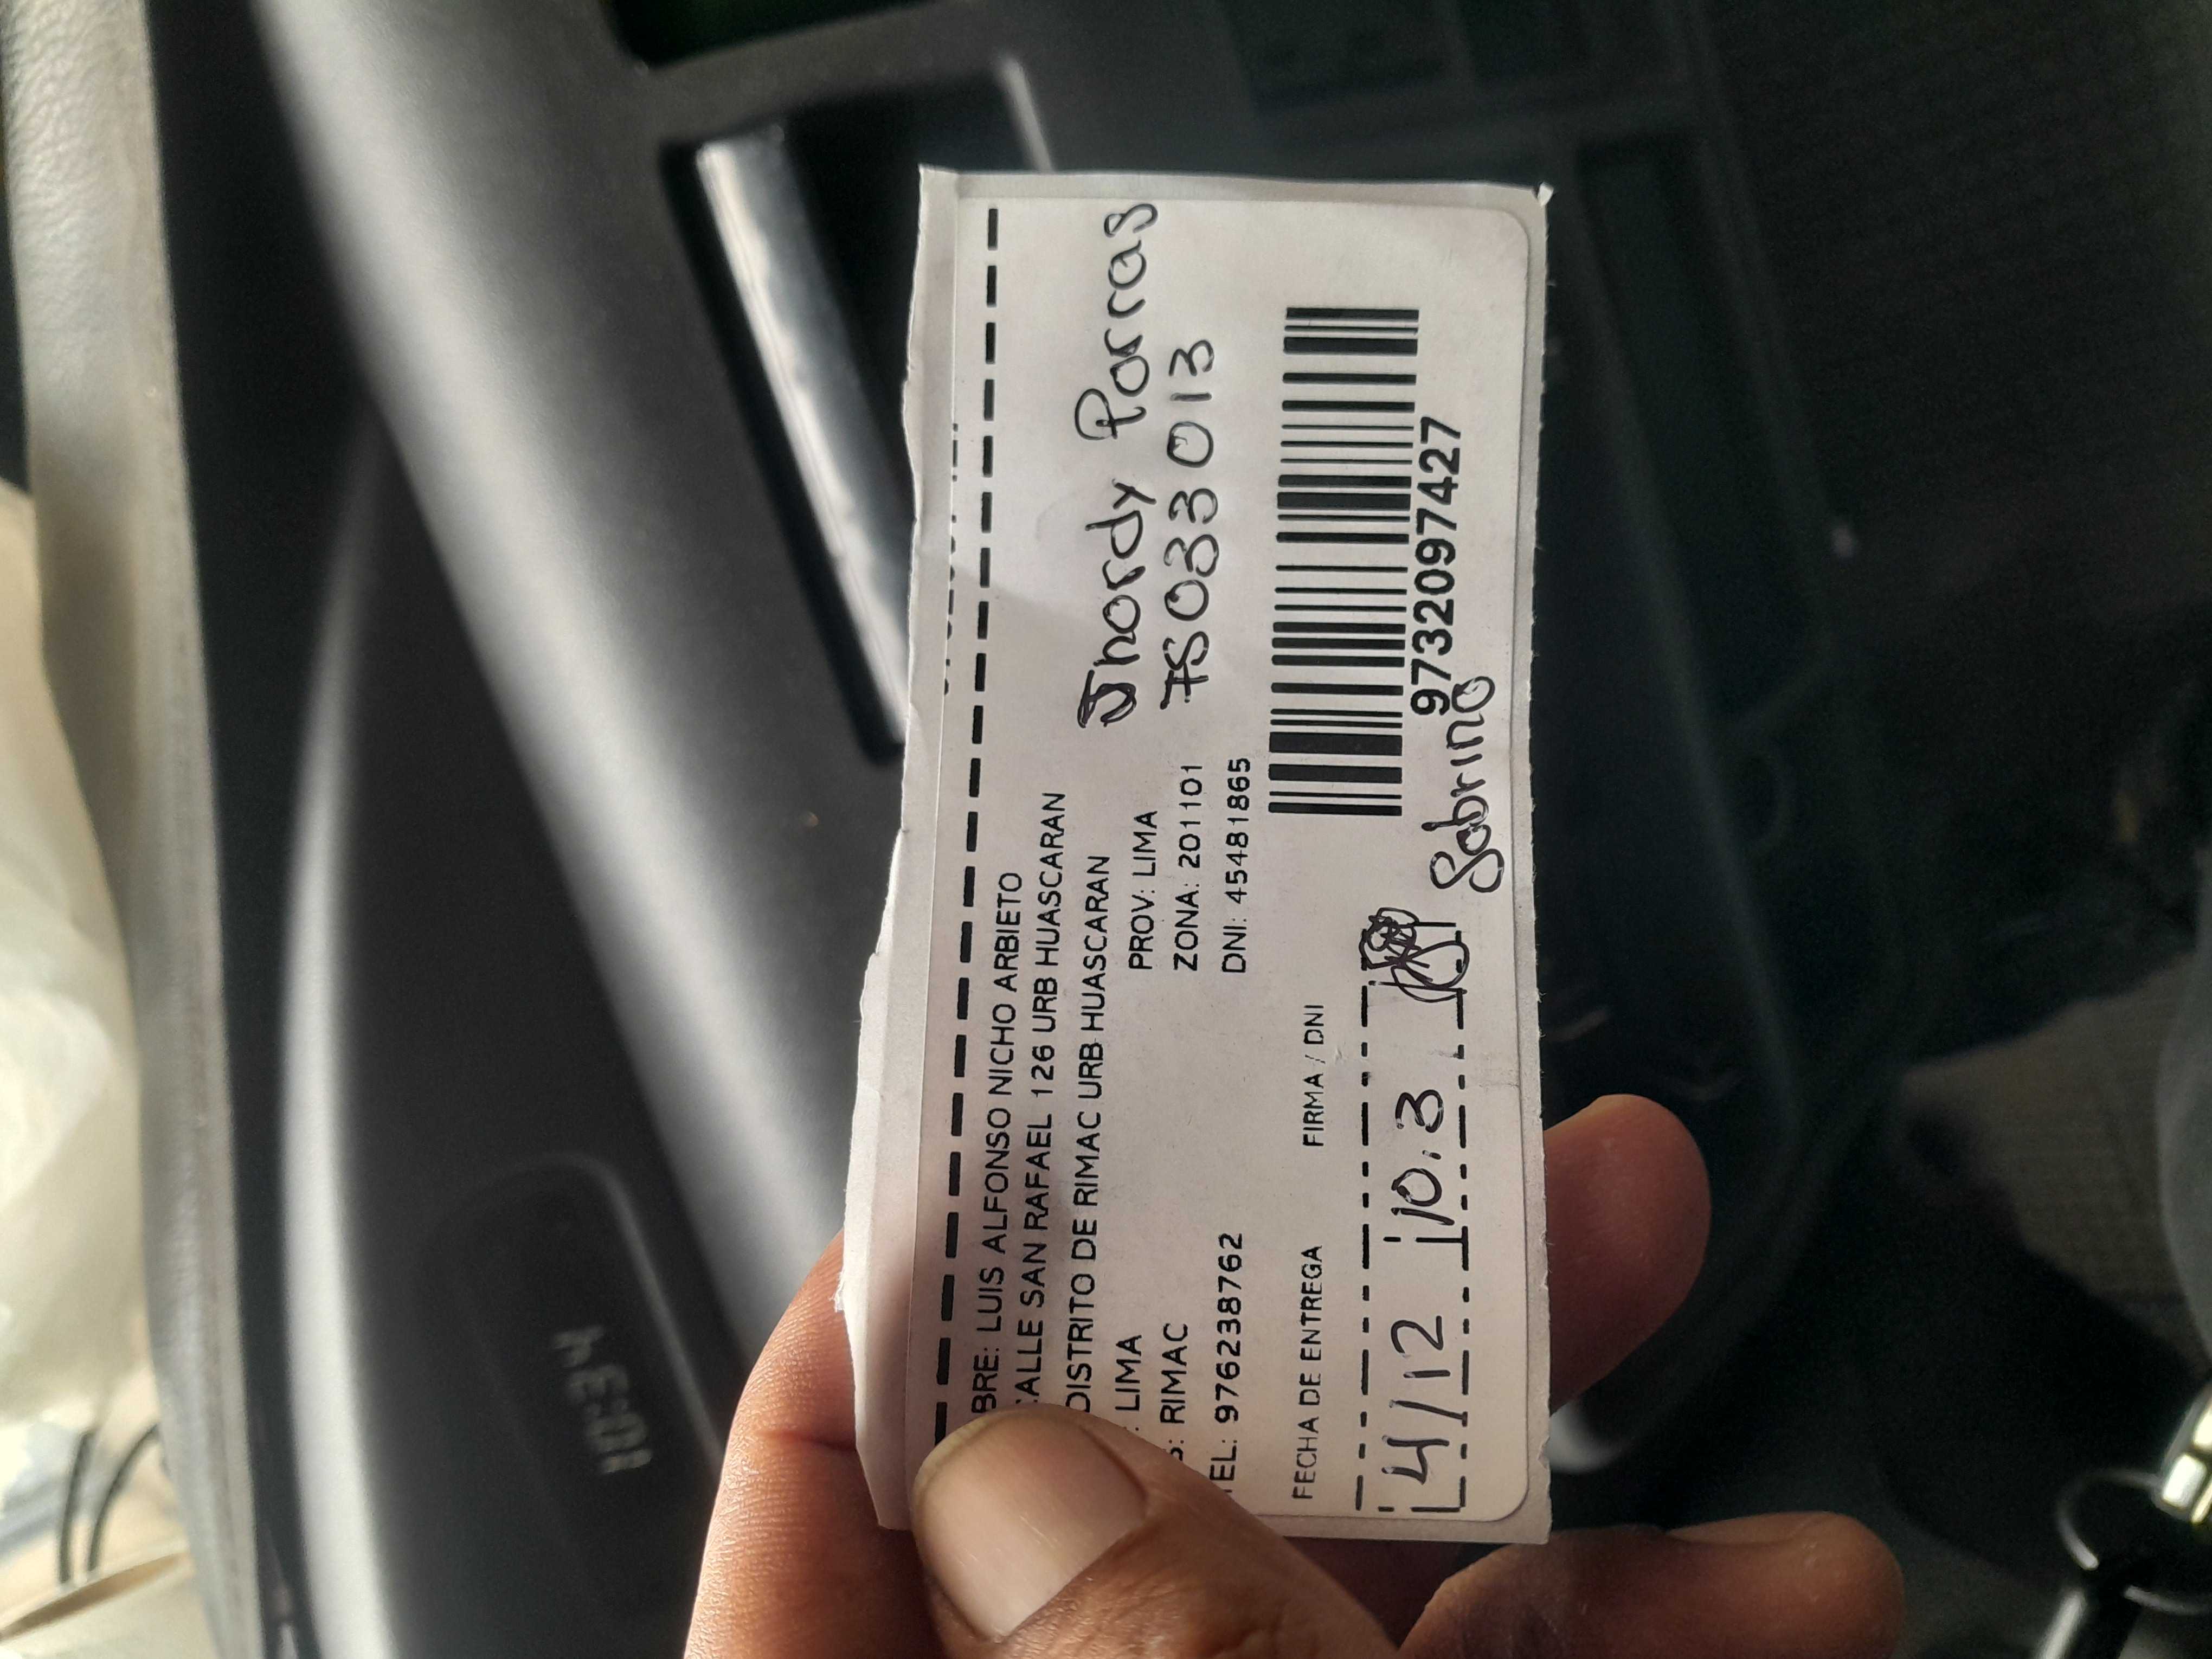 BRE: LUIS ALFONSO NICHO ARBIETO
CALLE SAN RAFAEL 126 URB HUASCARAN
DISTRITO DE RIMAC URB HUASCARAN
: LIMA PROV: LIMA
S: RIMAC ZONA: 2011101
TEL: 976238762 DNI: 45481865
Jhordy Porras
75033013
FECHA DE ENTREGA FIRMA / DNI
4/12 10.3
9732097427
Sobrino